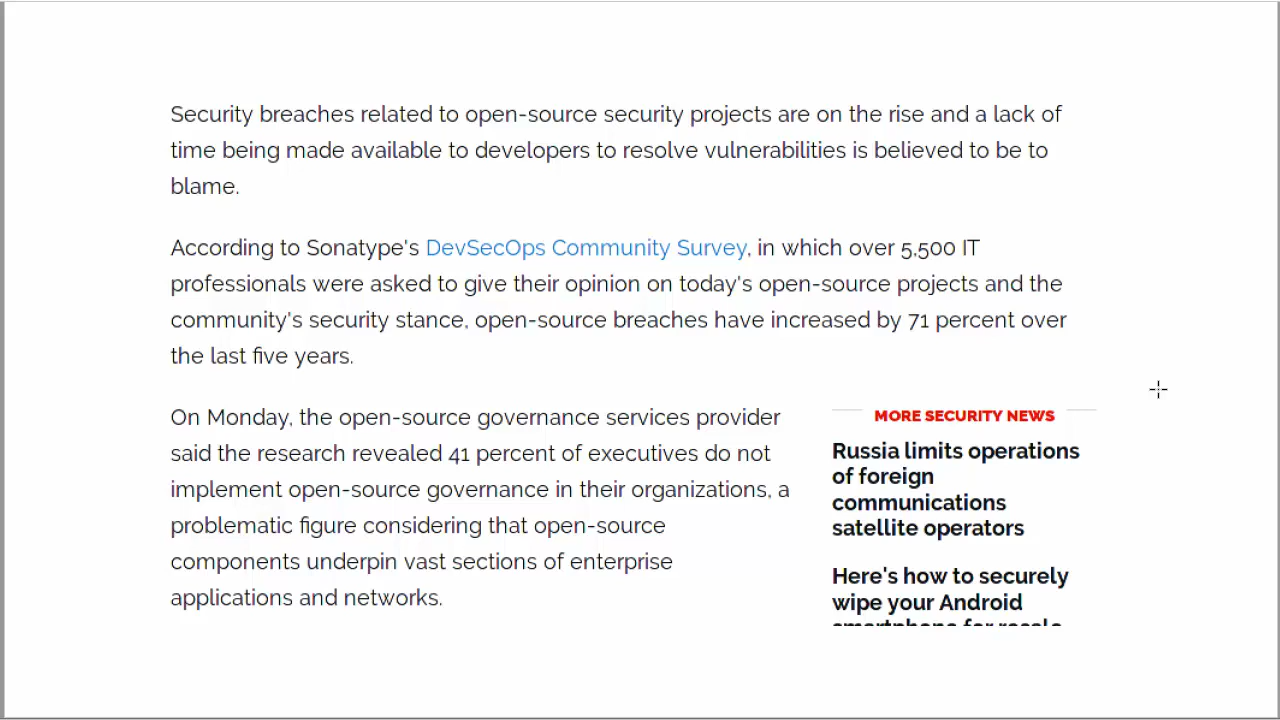 Security breaches related to open-source security projects are on the rise and a lack of
time being made available to developers to resolve vulnerabilities is believed to be to
blame.
According to Sonatype's DevSecOps Community Survey, in which over 5,500 IT
professionals were asked to give their opinion on today's open-source projects and the
community's security stance, open-source breaches have increased by 71 percent over
the last five years.
On Monday, the open-source governance services provider
said the research revealed 41 percent of executives do not
implement open-source governance in their organizations, a
problematic figure considering that open-source
components underpin vast sections of enterprise
applications and networks.
MORE SECURITY NEWS
Russia limits operations
of foreign
communications
satellite operators
Here's how to securely
wipe your Android
smartphone for resale